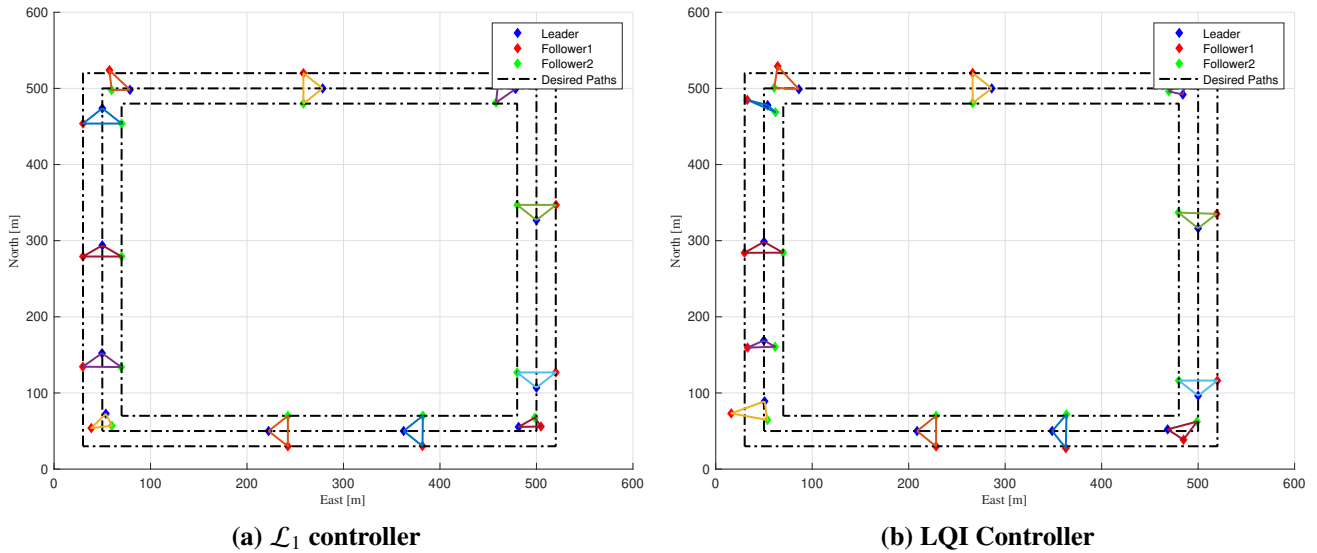 600
500
400
300
200
100
0
North [m]
0 100 200 300 400 500 600
East [m]
Leader
Follower1
Follower2
Desired Paths
(a) ℒ₁ controller
600
500
400
300
200
100
0
North [m]
0 100 200 300 400 500 600
East [m]
Leader
Follower1
Follower2
Desired Paths
(b) LQI Controller